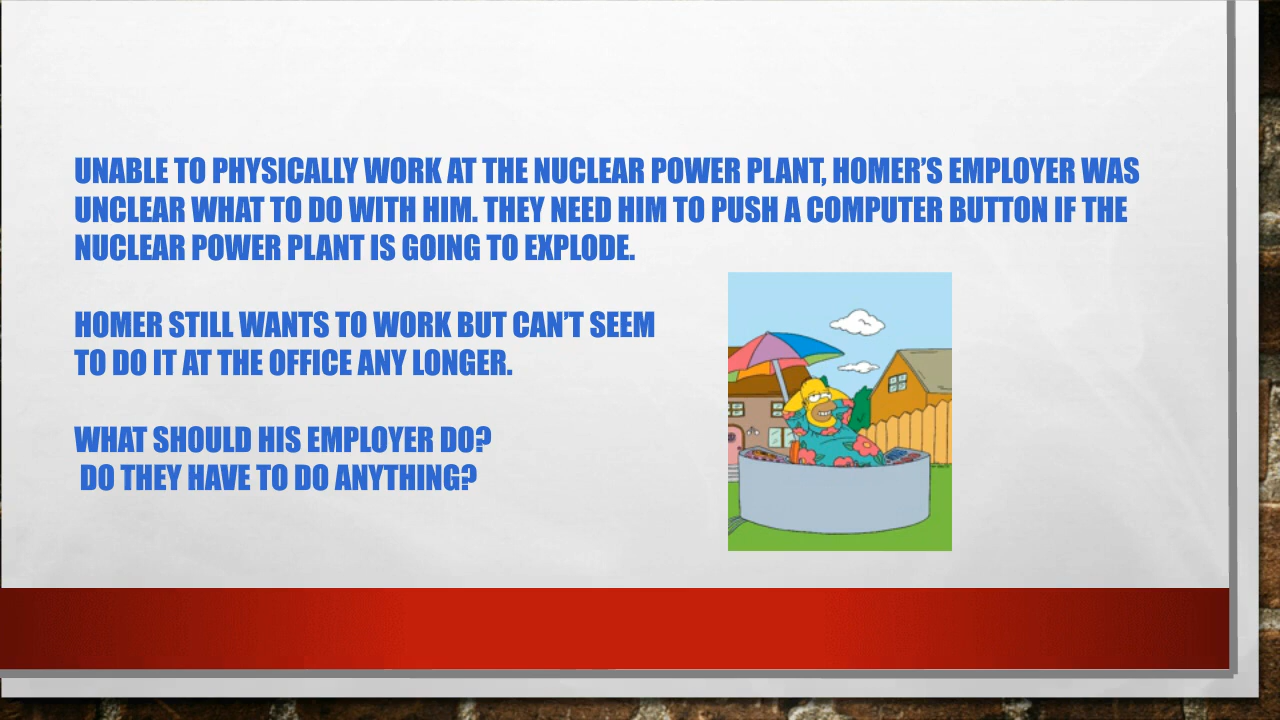 UNABLE TO PHYSICALLY WORK AT THE NUCLEAR POWER PLANT, HOMER’S EMPLOYER WAS
UNCLEAR WHAT TO DO WITH HIM. THEY NEED HIM TO PUSH A COMPUTER BUTTON IF THE
NUCLEAR POWER PLANT IS GOING TO EXPLODE.
HOMER STILL WANTS TO WORK BUT CAN’T SEEM
TO DO IT AT THE OFFICE ANY LONGER.
WHAT SHOULD HIS EMPLOYER DO?
DO THEY HAVE TO DO ANYTHING?